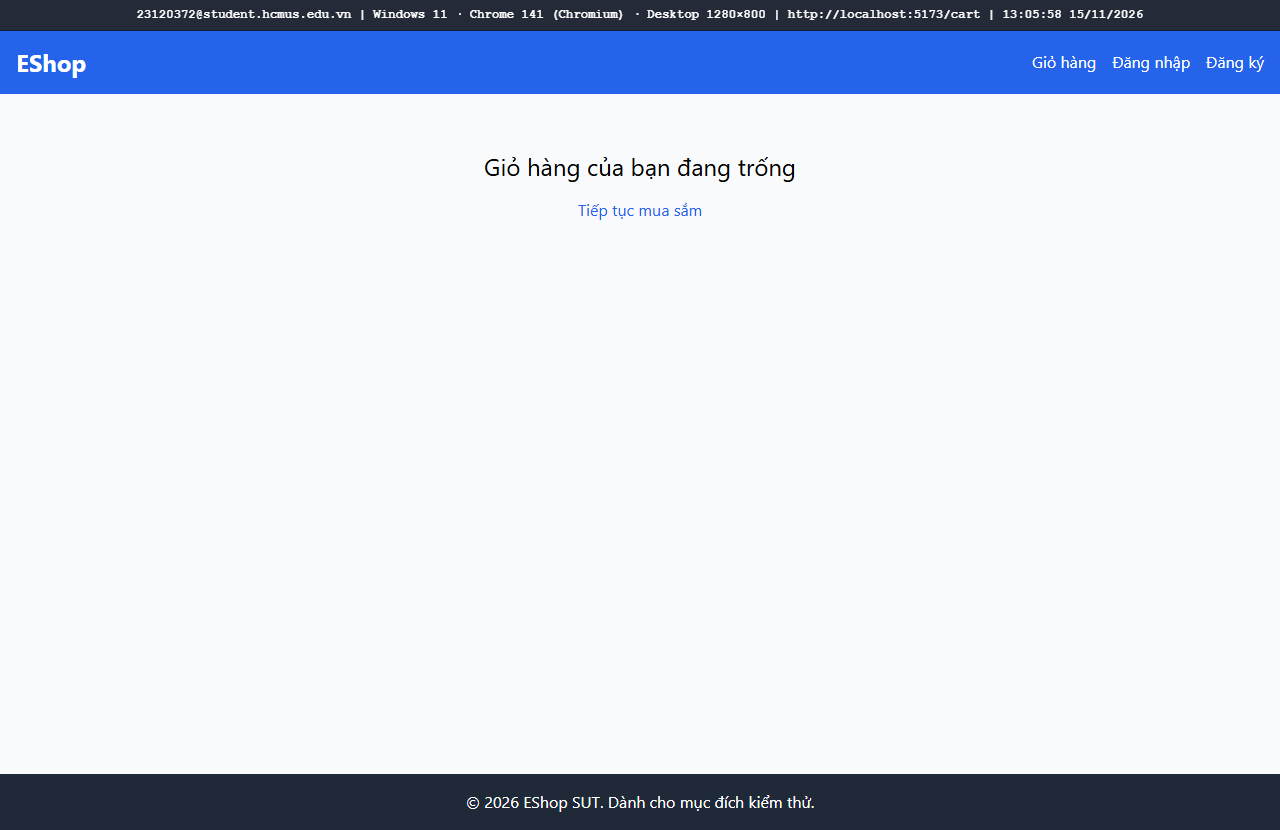 23120372@student.hcmus.edu.vn | Windows 11 · Chrome 141 (Chromium) · Desktop 1280×800 | http://localhost:5173/cart | 13:05:58 15/11/2026
EShop Giỏ hàng Đăng nhập Đăng ký
Giỏ hàng của bạn đang trống
Tiếp tục mua sắm
© 2026 EShop SUT. Dành cho mục đích kiểm thử.